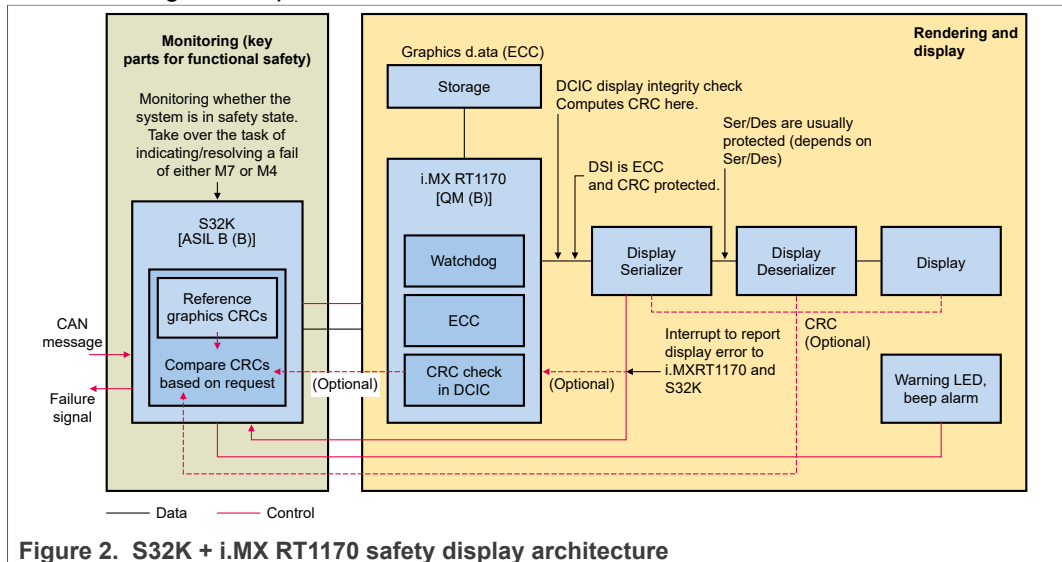 Monitoring (key
parts for functional safety)
Monitoring whether the
system is in safety state.
Take over the task of
indicating/resolving a fail
of either M7 or M4
S32K
[ASIL B (B)]
Reference
graphics CRCs
Compare CRCs
based on request
CAN
message
Failure
signal
(Optional)
Rendering and
display
Graphics d.ata (ECC)
Storage
i.MX RT1170
[QM (B)]
Watchdog
ECC
CRC check
in DCIC
DCIC display integrity check
Computes CRC here.
DSI is ECC
and CRC protected.
Ser/Des are usually
protected (depends on
Ser/Des)
Display
Serializer
Display
Deserializer
Display
CRC
(Optional)
(Optional)
Interrupt to report
display error to
i.MXRT1170 and
S32K
Warning LED,
beep alarm
Data
Control
Figure 2. S32K + i.MX RT1170 safety display architecture